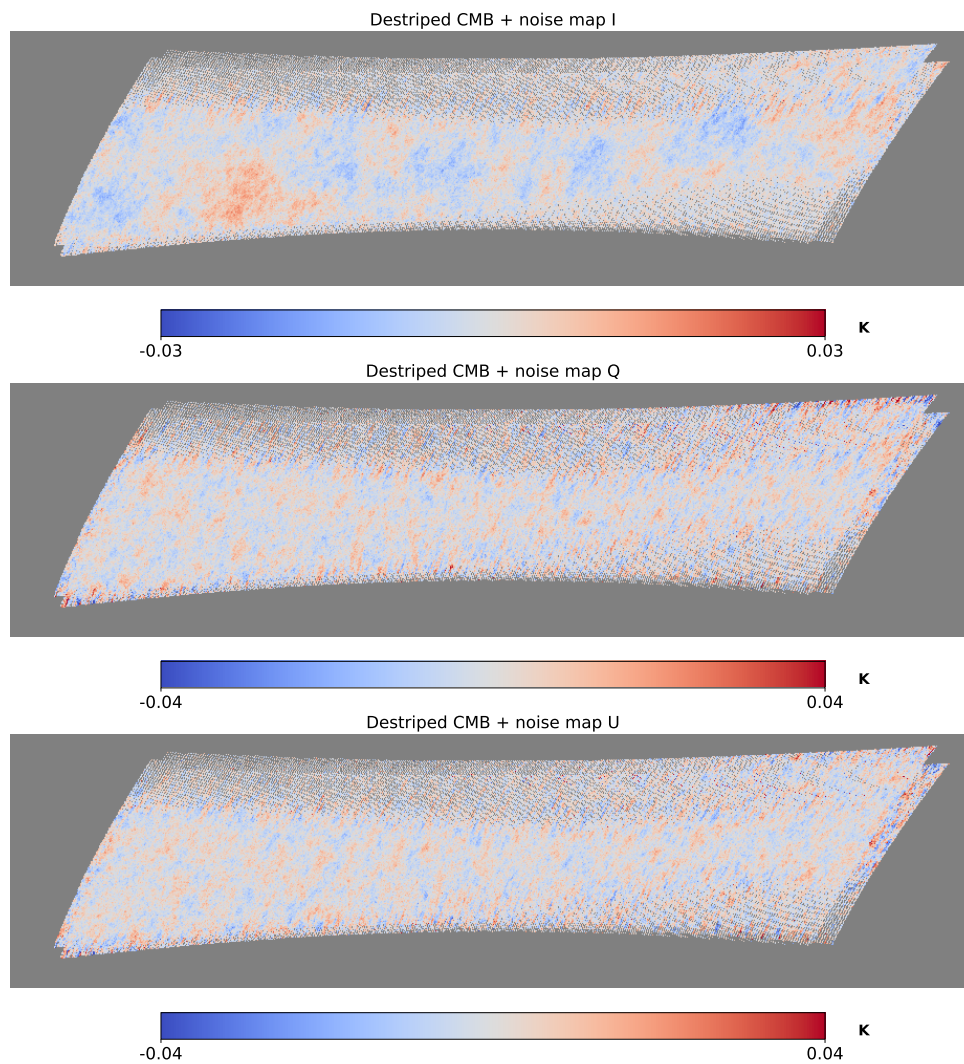 Destriped CMB + noise map I
K
-0.03 0.03
Destriped CMB + noise map Q
K
-0.04 0.04
Destriped CMB + noise map U
K
-0.04 0.04